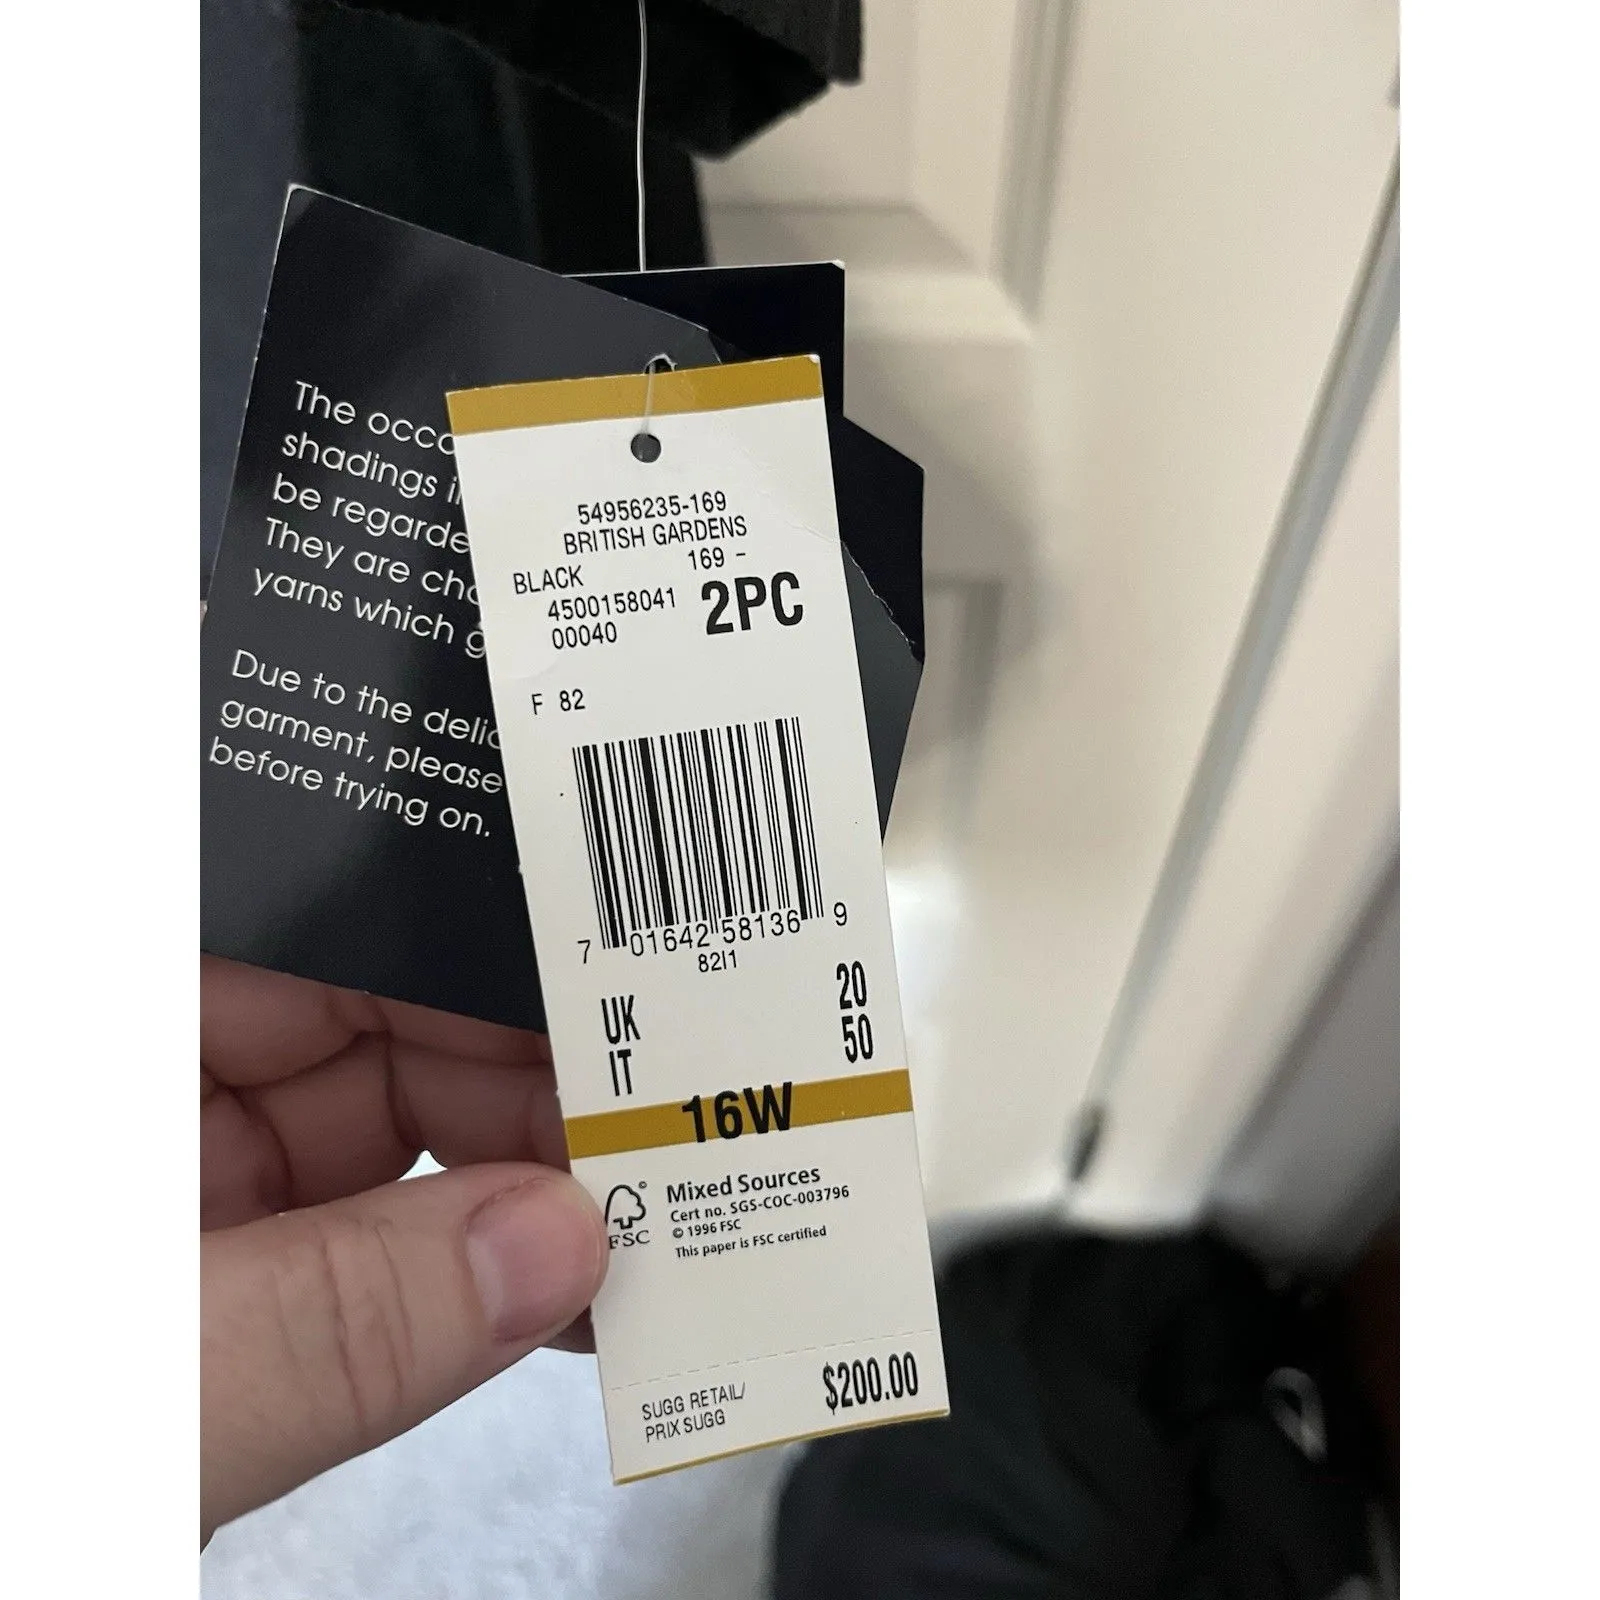 The occa
shadings i
be regarde
They are cha
yarns which g
Due to the delic
garment, please
before trying on.
54956235-169
BRITISH GARDENS
169 -
BLACK
4500158041
2PC
00040
F 82
7 01642 58136 9
82I1
UK 20
IT 50
16W
FSC
©
Mixed Sources
Cert no. SGS-COC-003796
© 1996 FSC
This paper is FSC certified
SUGG RETAIL/
PRIX SUGG
$200.00